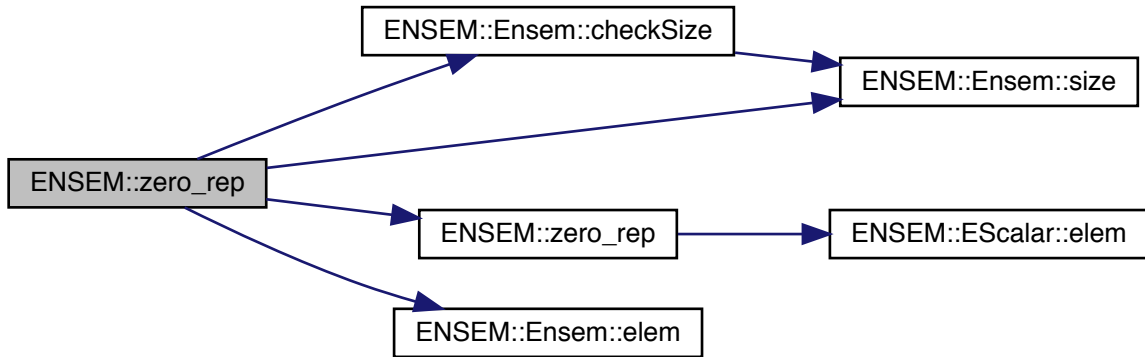 ENSEM::Ensem::checkSize
ENSEM::Ensem::size
ENSEM::zero_rep
ENSEM::zero_rep
ENSEM::EScalar::elem
ENSEM::Ensem::elem